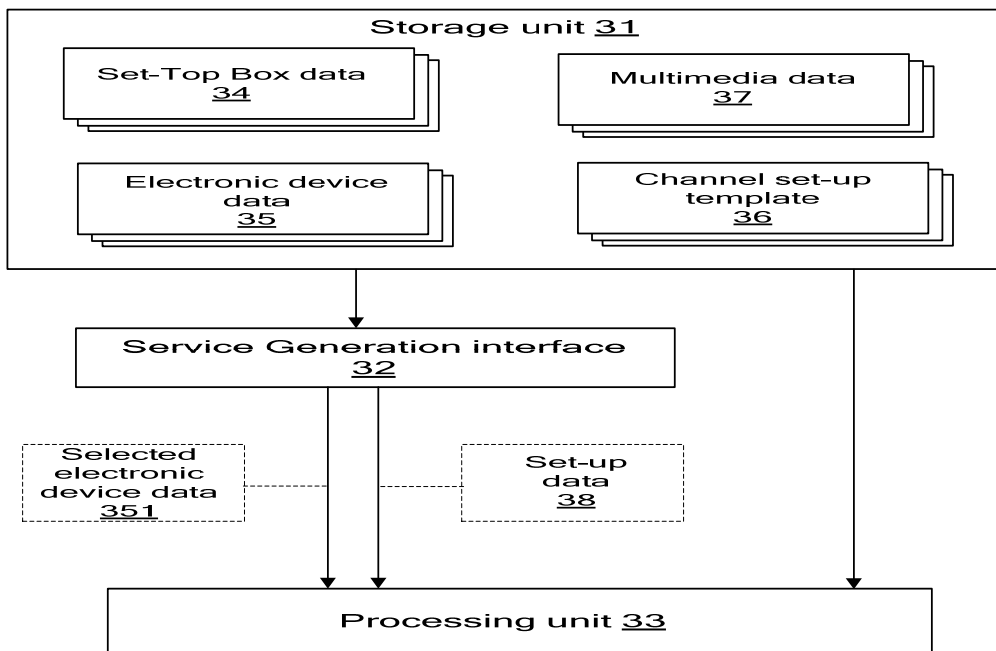 Storage unit 31
Set-Top Box data
34
Multimedia data
37
Electronic device
data
35
Channel set-up
template
36
Service Generation interface
32
Selected
electronic
device data
351
Set-up
data
38
Processing unit 33